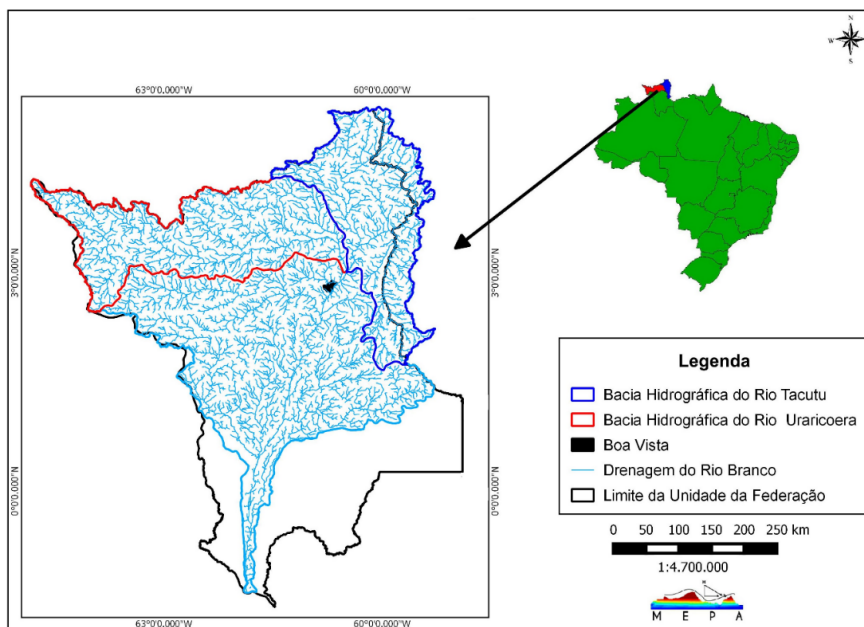 N
W E
S
63°0'0.000"W 60°0'0.000"W
3°0'0.000"N 3°0'0.000"N
0°0'0.000"N 0°0'0.000"N
63°0'0.000"W 60°0'0.000"W
Legenda
Bacia Hidrográfica do Rio Tacutu
Bacia Hidrográfica do Rio Uraricoera
Boa Vista
Drenagem do Rio Branco
Limite da Unidade da Federação
0 50 100 150 200 250 km
1:4.700.000
M E P A